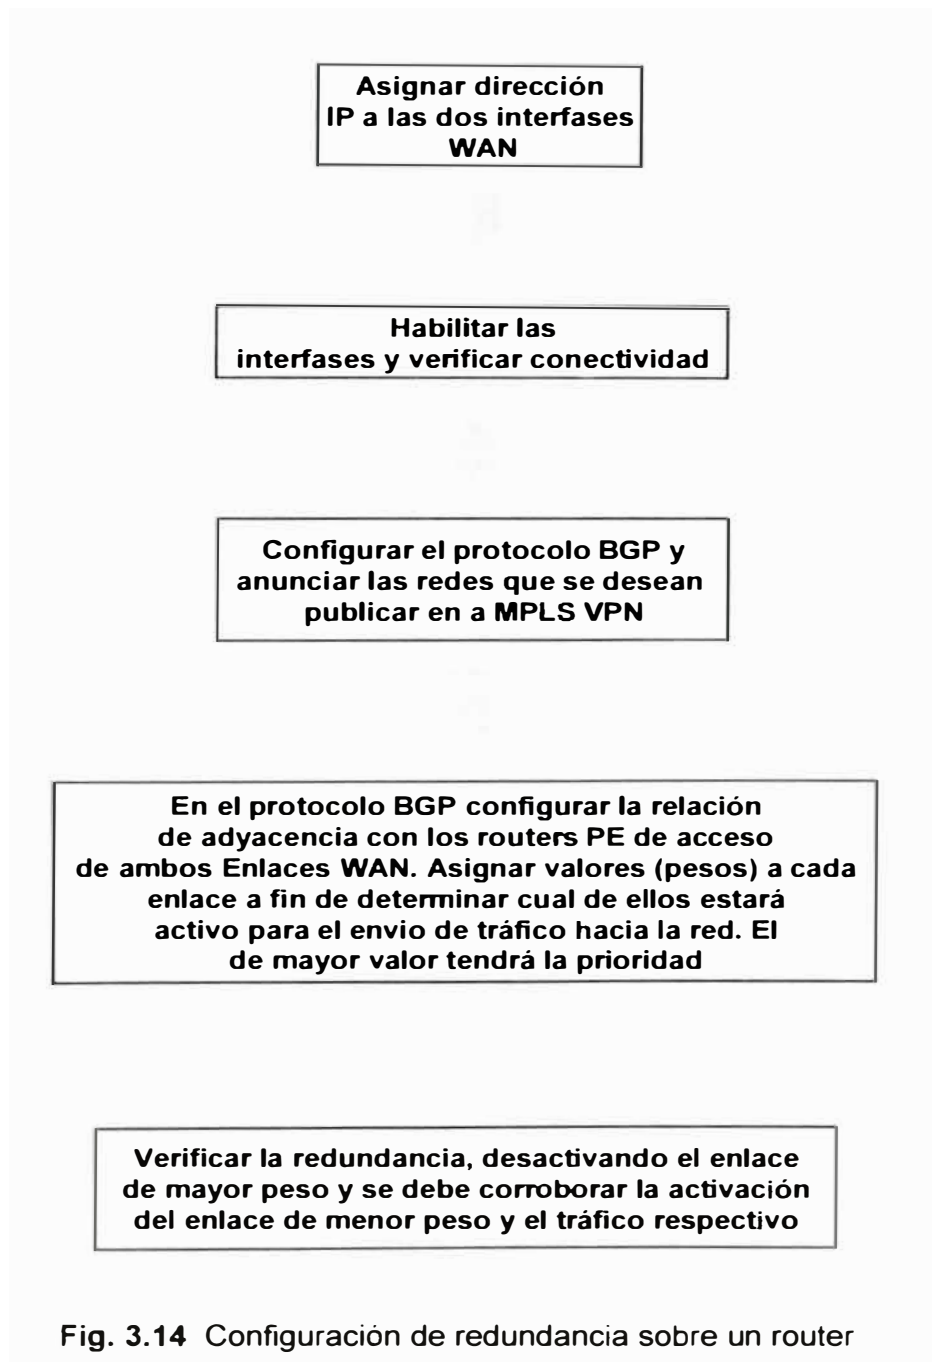 Asignar dirección
IP a las dos interfases
WAN
Habilitar las
interfases y verificar conectividad
Configurar el protocolo BGP y
anunciar las redes que se desean
publicar en a MPLS VPN
En el protocolo BGP configurar la relación
de adyacencia con los routers PE de acceso
de ambos Enlaces WAN. Asignar valores (pesos) a cada
enlace a fin de determinar cual de ellos estará
activo para el envio de tráfico hacia la red. El
de mayor valor tendrá la prioridad
Verificar la redundancia, desactivando el enlace
de mayor peso y se debe corroborar la activación
del enlace de menor peso y el tráfico respectivo
Fig. 3.14 Configuración de redundancia sobre un router